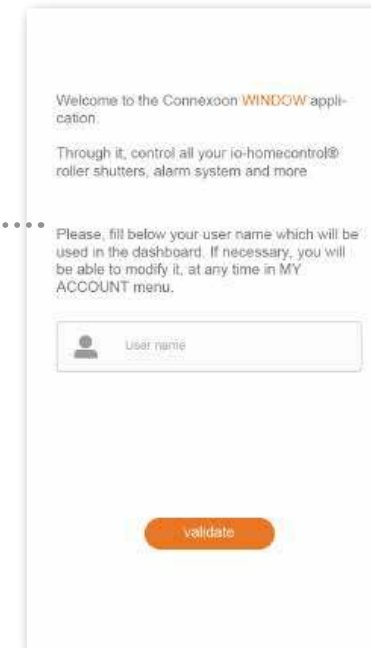 Welcome to the Connexoon WINDOW appli-
cation.
Through it, control all your io-homecontrol®
roller shutters, alarm system and more
Please, fill below your user name which will be
used in the dashboard. If necessary, you will
be able to modify it, at any time in MY
ACCOUNT menu.
User name
validate